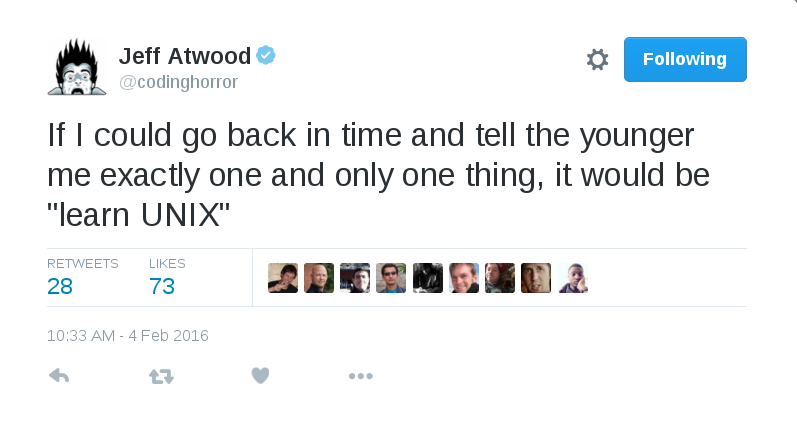 Jeff Atwood
@codinghorror
Following
If I could go back in time and tell the younger
me exactly one and only one thing, it would be
"learn UNIX"
RETWEETS LIKES
28 73
10:33 AM - 4 Feb 2016